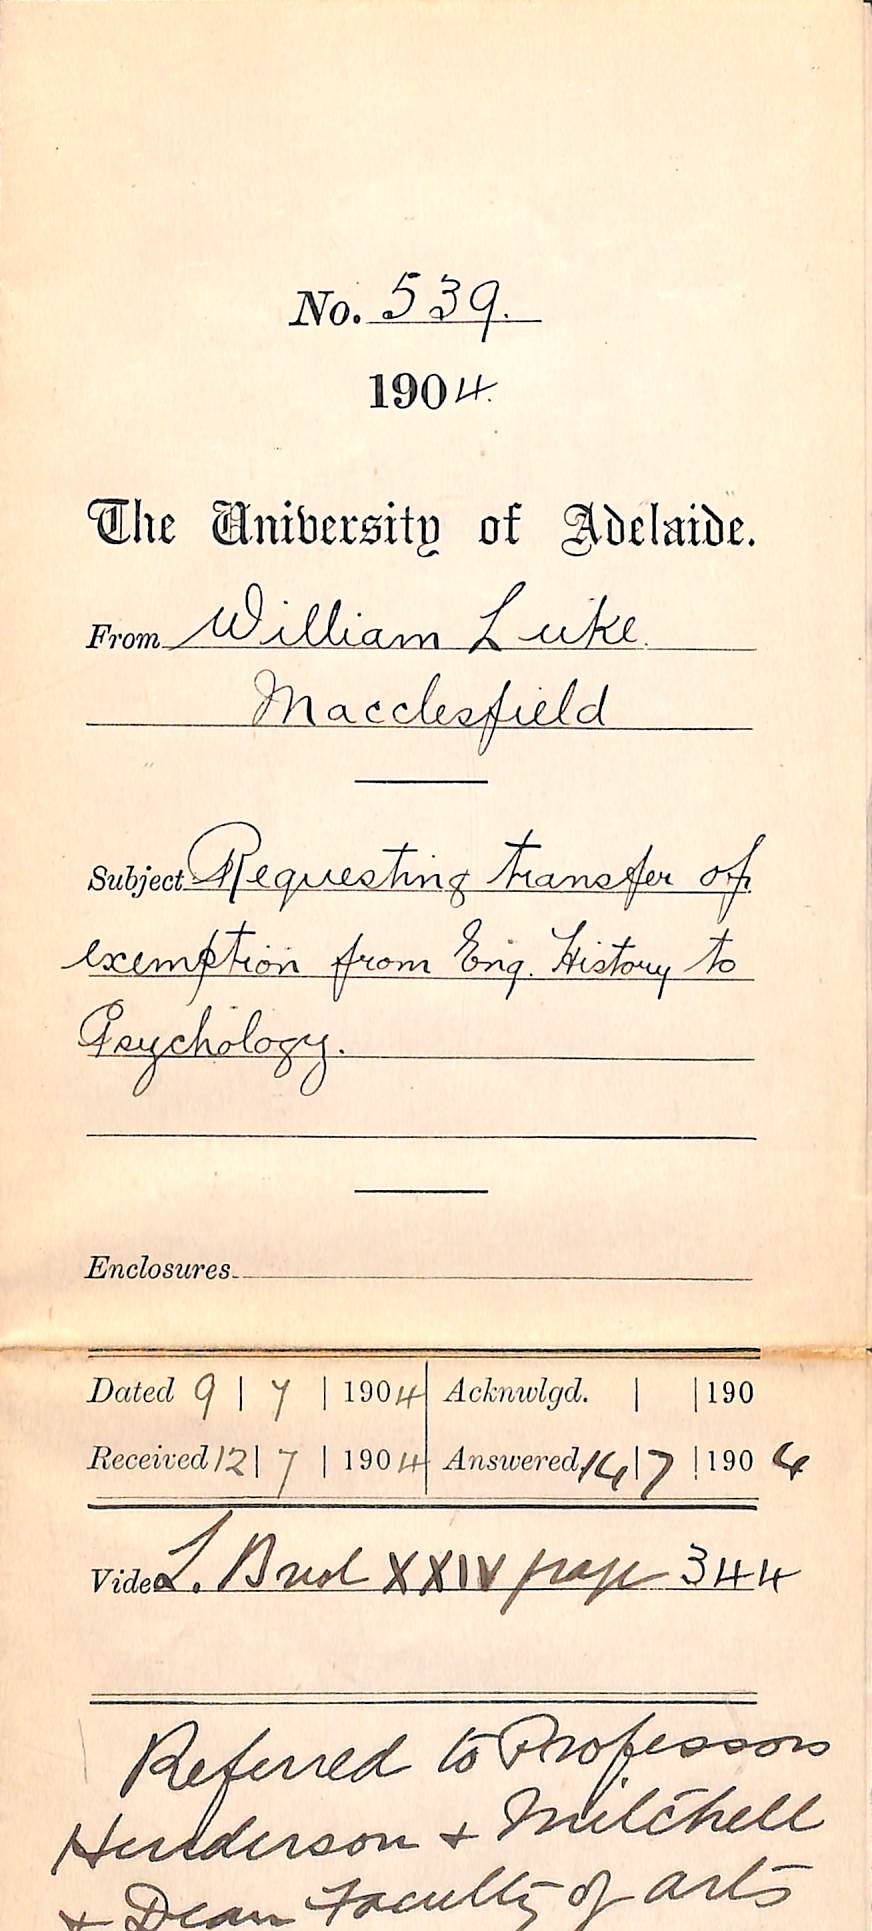 No. 539.
1904.
The University of Adelaide.
From William Luke
Macclesfield
Subject Requesting transfer of
exemption from Eng. History to
Psychology.
Enclosures
Dated 9 | 7 | 1904 Acknwlgd. | | 190
Received 12 | 7 | 1904 Answered 14 | 7 | 1904
Vide L. Book XXIV page 344
Referred to Professors
Henderson + Mitchell
+ Dean Faculty of Arts